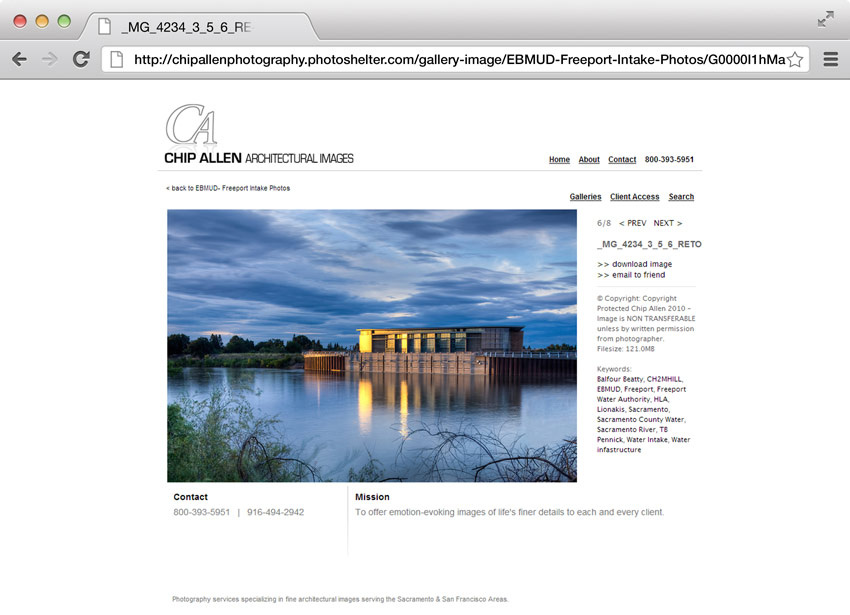 _MG_4234_3_5_6_RE
http://chipallenphotography.photoshelter.com/gallery-image/EBMUD-Freeport-Intake-Photos/G0000I1hMa
CA
CHIP ALLEN ARCHITECTURAL IMAGES
Home About Contact 800-393-5951
< back to EBMUD- Freeport Intake Photos
Galleries Client Access Search
6/8 < PREV NEXT >
_MG_4234_3_5_6_RETO
>> download image
>> email to friend
© Copyright: Copyright
Protected Chip Allen 2010 –
Image is NON TRANSFERABLE
unless by written permission
from photographer.
Filesize: 121.0MB
Keywords:
Balfour Beatty, CH2MHILL,
EBMUD, Freeport, Freeport
Water Authority, HLA,
Lionakis, Sacramento,
Sacramento County Water,
Sacramento River, T8
Pennick, Water Intake, Water
infastructure
Contact
800-393-5951 | 916-494-2942
Mission
To offer emotion-evoking images of life's finer details to each and every client.
Photography services specializing in fine architectural images serving the Sacramento & San Francisco Areas.